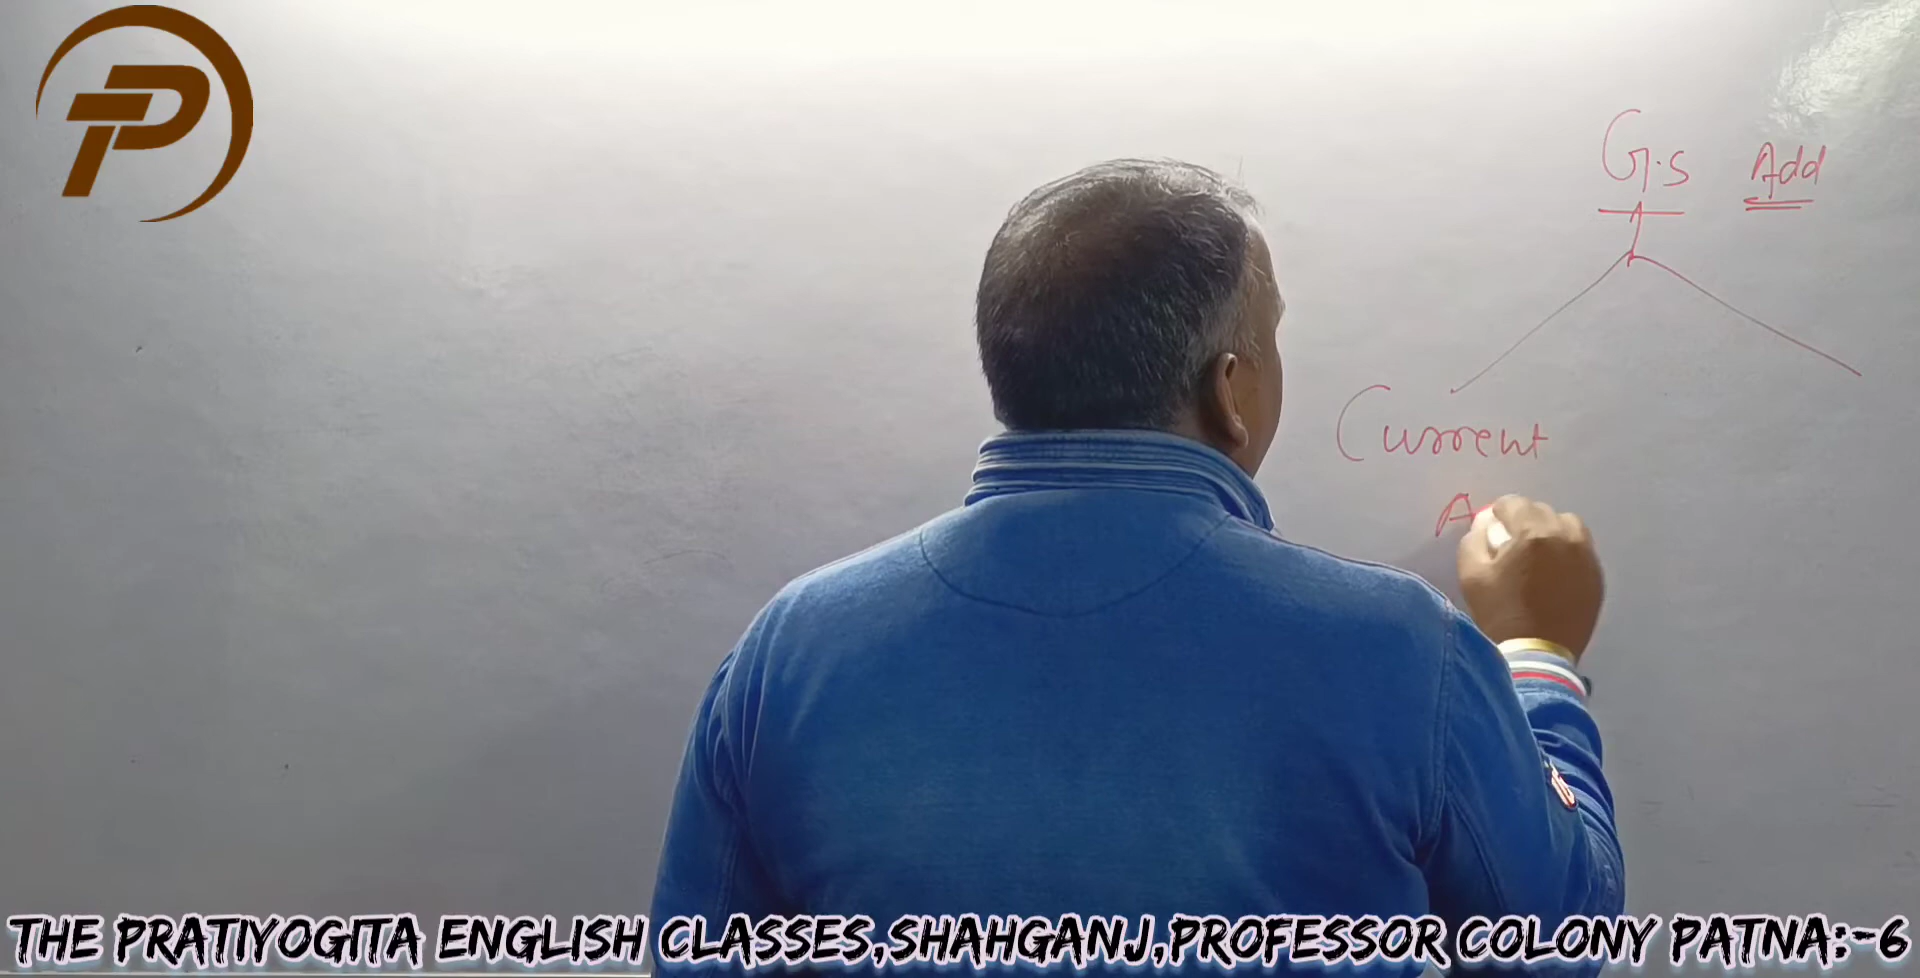 G.S Add
Current
A
THE PRATIYOGITA ENGLISH CLASSES,SHAHGANJ,PROFESSOR COLONY PATNA:-6